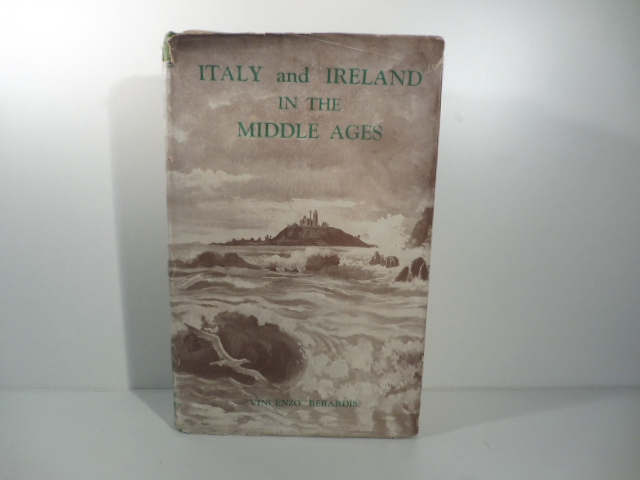 ITALY and IRELAND
IN THE
MIDDLE AGES
VINCENZO BERARDIS